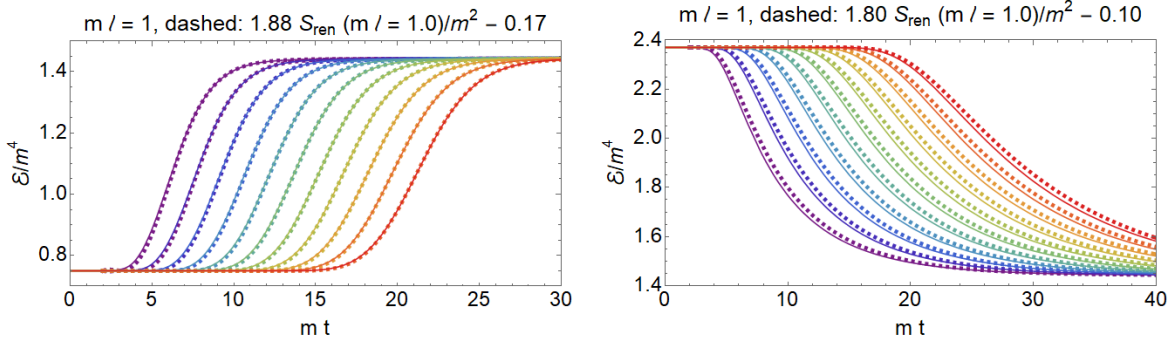 m ℓ = 1, dashed: 1.88 S_ren (m ℓ = 1.0)/m² − 0.17
1.4
1.2
1.0
0.8
ℰ/m⁴
0 5 10 15 20 25 30
m t
m ℓ = 1, dashed: 1.80 S_ren (m ℓ = 1.0)/m² − 0.10
2.4
2.2
2.0
1.8
1.6
1.4
ℰ/m⁴
0 10 20 30 40
m t